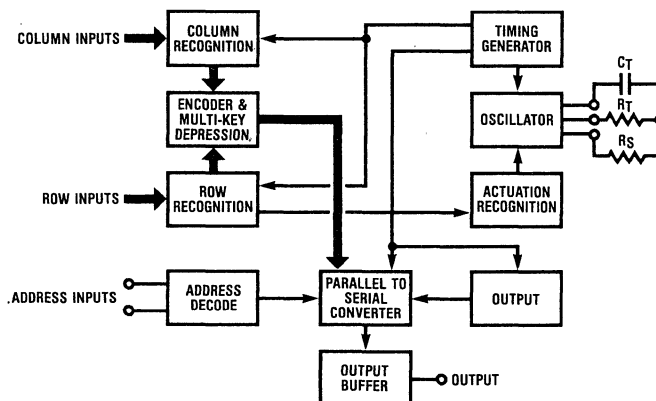 COLUMN INPUTS
COLUMN
RECOGNITION
TIMING
GENERATOR
ENCODER &
MULTI-KEY
DEPRESSION.
OSCILLATOR
CT
RT
RS
ROW INPUTS
ROW
RECOGNITION
ACTUATION
RECOGNITION
.ADDRESS INPUTS
ADDRESS
DECODE
PARALLEL TO
SERIAL
CONVERTER
OUTPUT
OUTPUT
BUFFER
OUTPUT